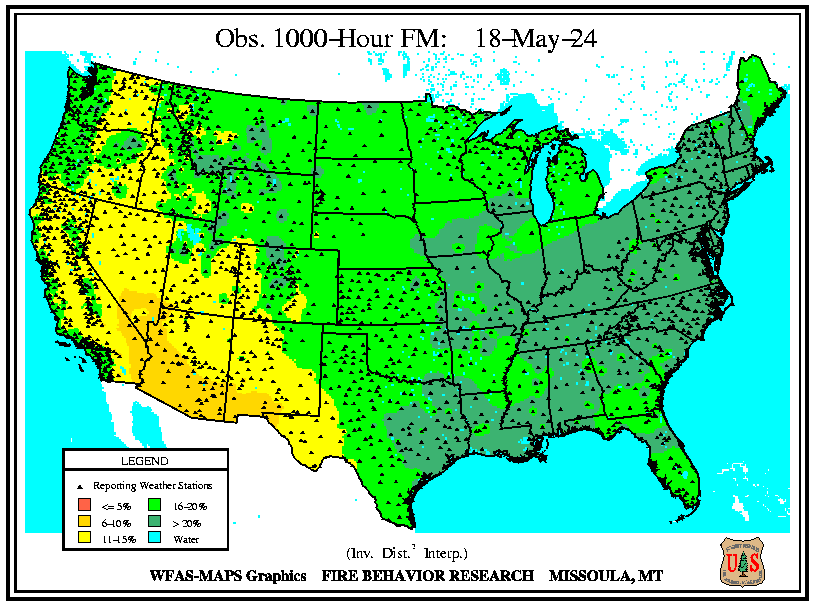 Obs. 1000-Hour FM: 18-May-24
LEGEND
Reporting Weather Stations
<= 5%
16-20%
6-10%
> 20%
11-15%
Water
(Inv. Dist.² Interp.)
WFAS-MAPS Graphics FIRE BEHAVIOR RESEARCH MISSOULA, MT
U S